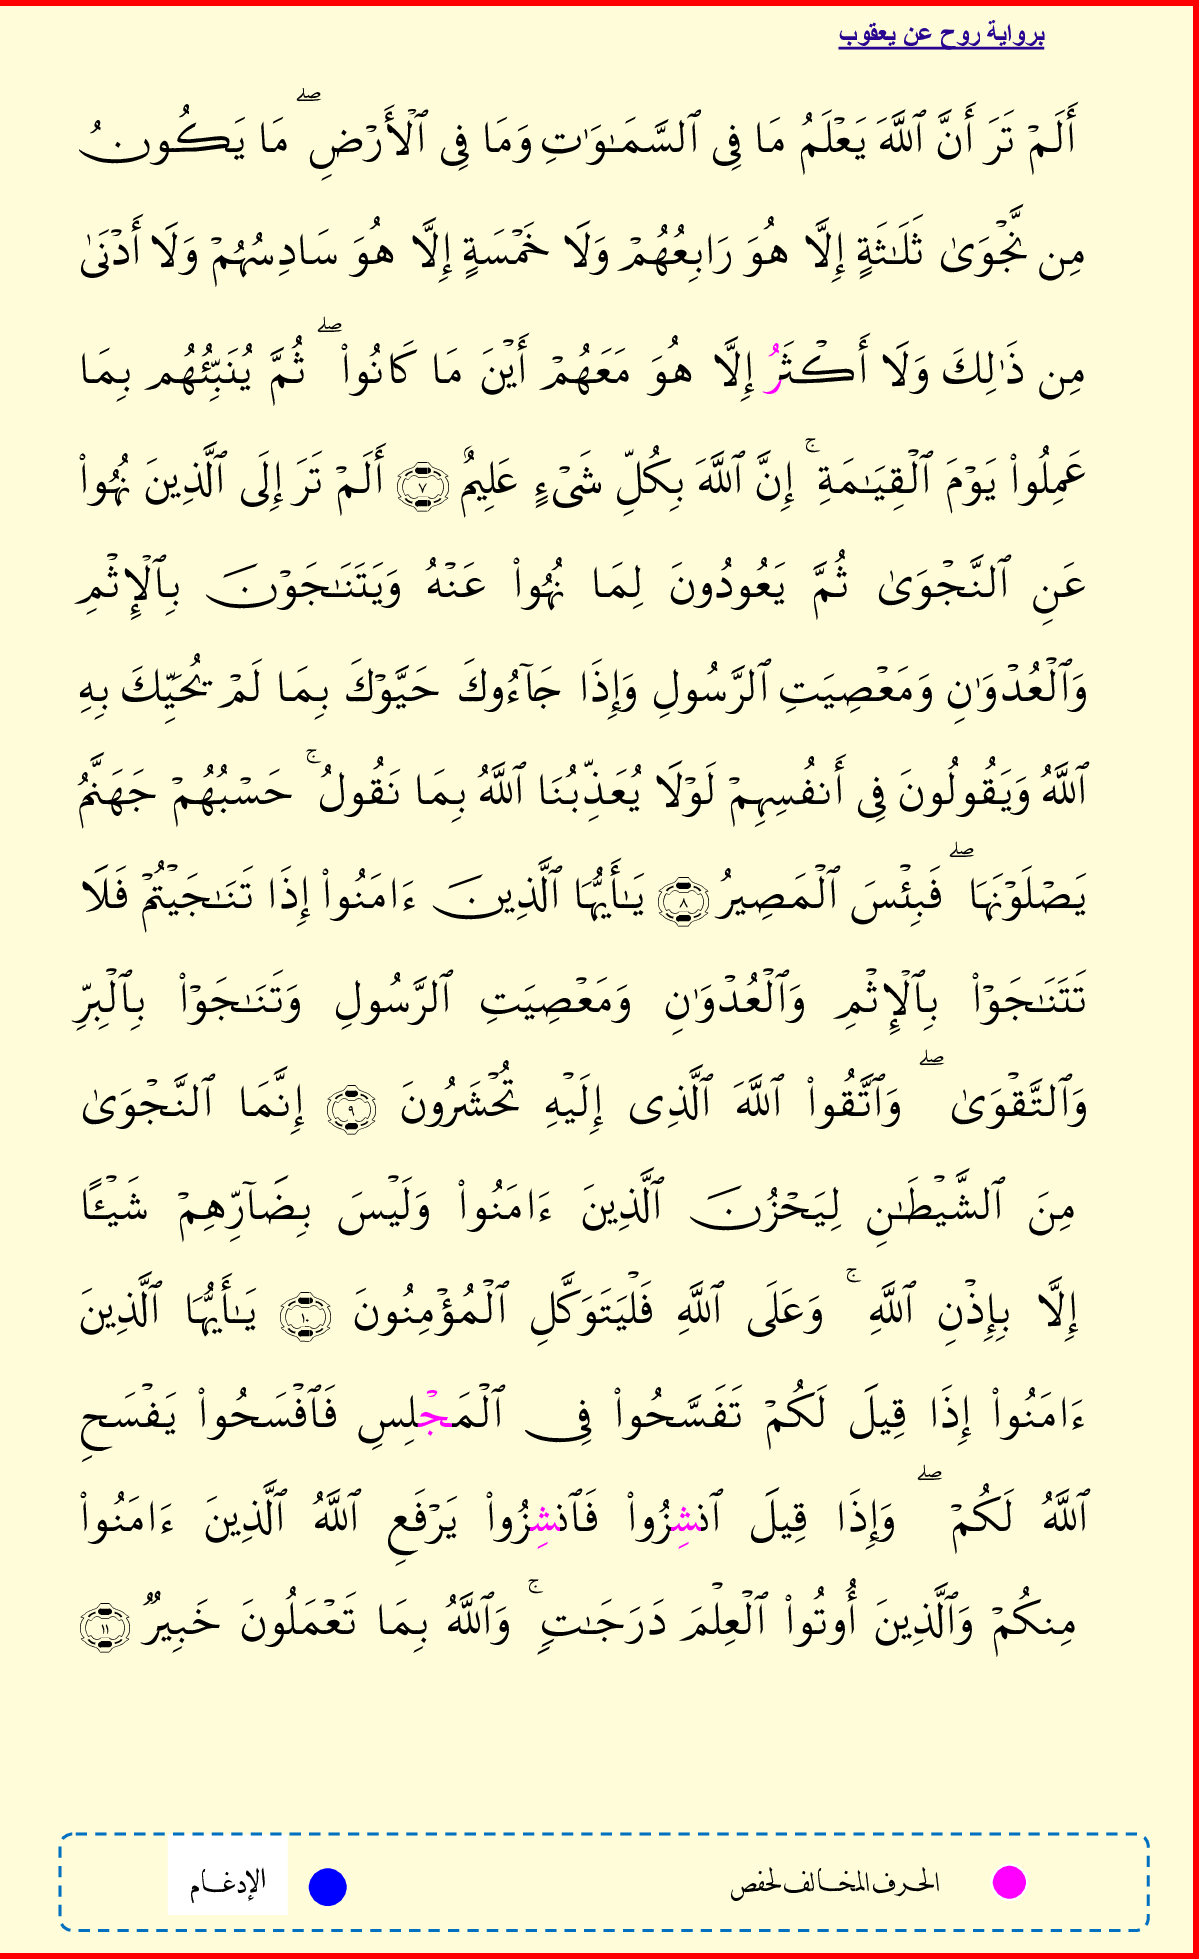 برواية روح عن يعقوب
أَلَمۡ تَرَ أَنَّ ٱللَّهَ يَعۡلَمُ مَا فِى ٱلسَّمَٰوَٰتِ وَمَا فِى ٱلۡأَرۡضِۖ مَا يَكُونُ
مِن نَّجۡوَىٰ ثَلَٰثَةٍ إِلَّا هُوَ رَابِعُهُمۡ وَلَا خَمۡسَةٍ إِلَّا هُوَ سَادِسُهُمۡ وَلَا أَدۡنَىٰ
مِن ذَٰلِكَ وَلَا أَكۡثَرُ إِلَّا هُوَ مَعَهُمۡ أَيۡنَ مَا كَانُوا۟ۖ ثُمَّ يُنَبِّئُهُم بِمَا
عَمِلُوا۟ يَوۡمَ ٱلۡقِيَٰمَةِۚ إِنَّ ٱللَّهَ بِكُلِّ شَىۡءٍ عَلِيمٌ ٧ أَلَمۡ تَرَ إِلَى ٱلَّذِينَ نُهُوا۟
عَنِ ٱلنَّجۡوَىٰ ثُمَّ يَعُودُونَ لِمَا نُهُوا۟ عَنۡهُ وَيَتَنَٰجَوۡنَ بِٱلۡإِثۡمِ
وَٱلۡعُدۡوَٰنِ وَمَعۡصِيَتِ ٱلرَّسُولِ وَإِذَا جَآءُوكَ حَيَّوۡكَ بِمَا لَمۡ يُحَيِّكَ بِهِ
ٱللَّهُ وَيَقُولُونَ فِى أَنفُسِهِمۡ لَوۡلَا يُعَذِّبُنَا ٱللَّهُ بِمَا نَقُولُۚ حَسۡبُهُمۡ جَهَنَّمُ
يَصۡلَوۡنَهَاۖ فَبِئۡسَ ٱلۡمَصِيرُ ٨ يَٰأَيُّهَا ٱلَّذِينَ ءَامَنُوا۟ إِذَا تَنَٰجَيۡتُمۡ فَلَا
تَتَنَٰجَوۡا۟ بِٱلۡإِثۡمِ وَٱلۡعُدۡوَٰنِ وَمَعۡصِيَتِ ٱلرَّسُولِ وَتَنَٰجَوۡا۟ بِٱلۡبِرِّ
وَٱلتَّقۡوَىٰۖ وَٱتَّقُوا۟ ٱللَّهَ ٱلَّذِى إِلَيۡهِ تُحۡشَرُونَ ٩ إِنَّمَا ٱلنَّجۡوَىٰ
مِنَ ٱلشَّيۡطَٰنِ لِيَحۡزُنَ ٱلَّذِينَ ءَامَنُوا۟ وَلَيۡسَ بِضَآرِّهِمۡ شَيۡـًٔا
إِلَّا بِإِذۡنِ ٱللَّهِۚ وَعَلَى ٱللَّهِ فَلۡيَتَوَكَّلِ ٱلۡمُؤۡمِنُونَ ١٠ يَٰأَيُّهَا ٱلَّذِينَ
ءَامَنُوا۟ إِذَا قِيلَ لَكُمۡ تَفَسَّحُوا۟ فِى ٱلۡمَجۡلِسِ فَٱفۡسَحُوا۟ يَفۡسَحِ
ٱللَّهُ لَكُمۡۖ وَإِذَا قِيلَ ٱنشِزُوا۟ فَٱنشِزُوا۟ يَرۡفَعِ ٱللَّهُ ٱلَّذِينَ ءَامَنُوا۟
مِنكُمۡ وَٱلَّذِينَ أُوتُوا۟ ٱلۡعِلۡمَ دَرَجَٰتٍۚ وَٱللَّهُ بِمَا تَعۡمَلُونَ خَبِيرٌ ١١
الحرف المخالف لحفص
الإدغام